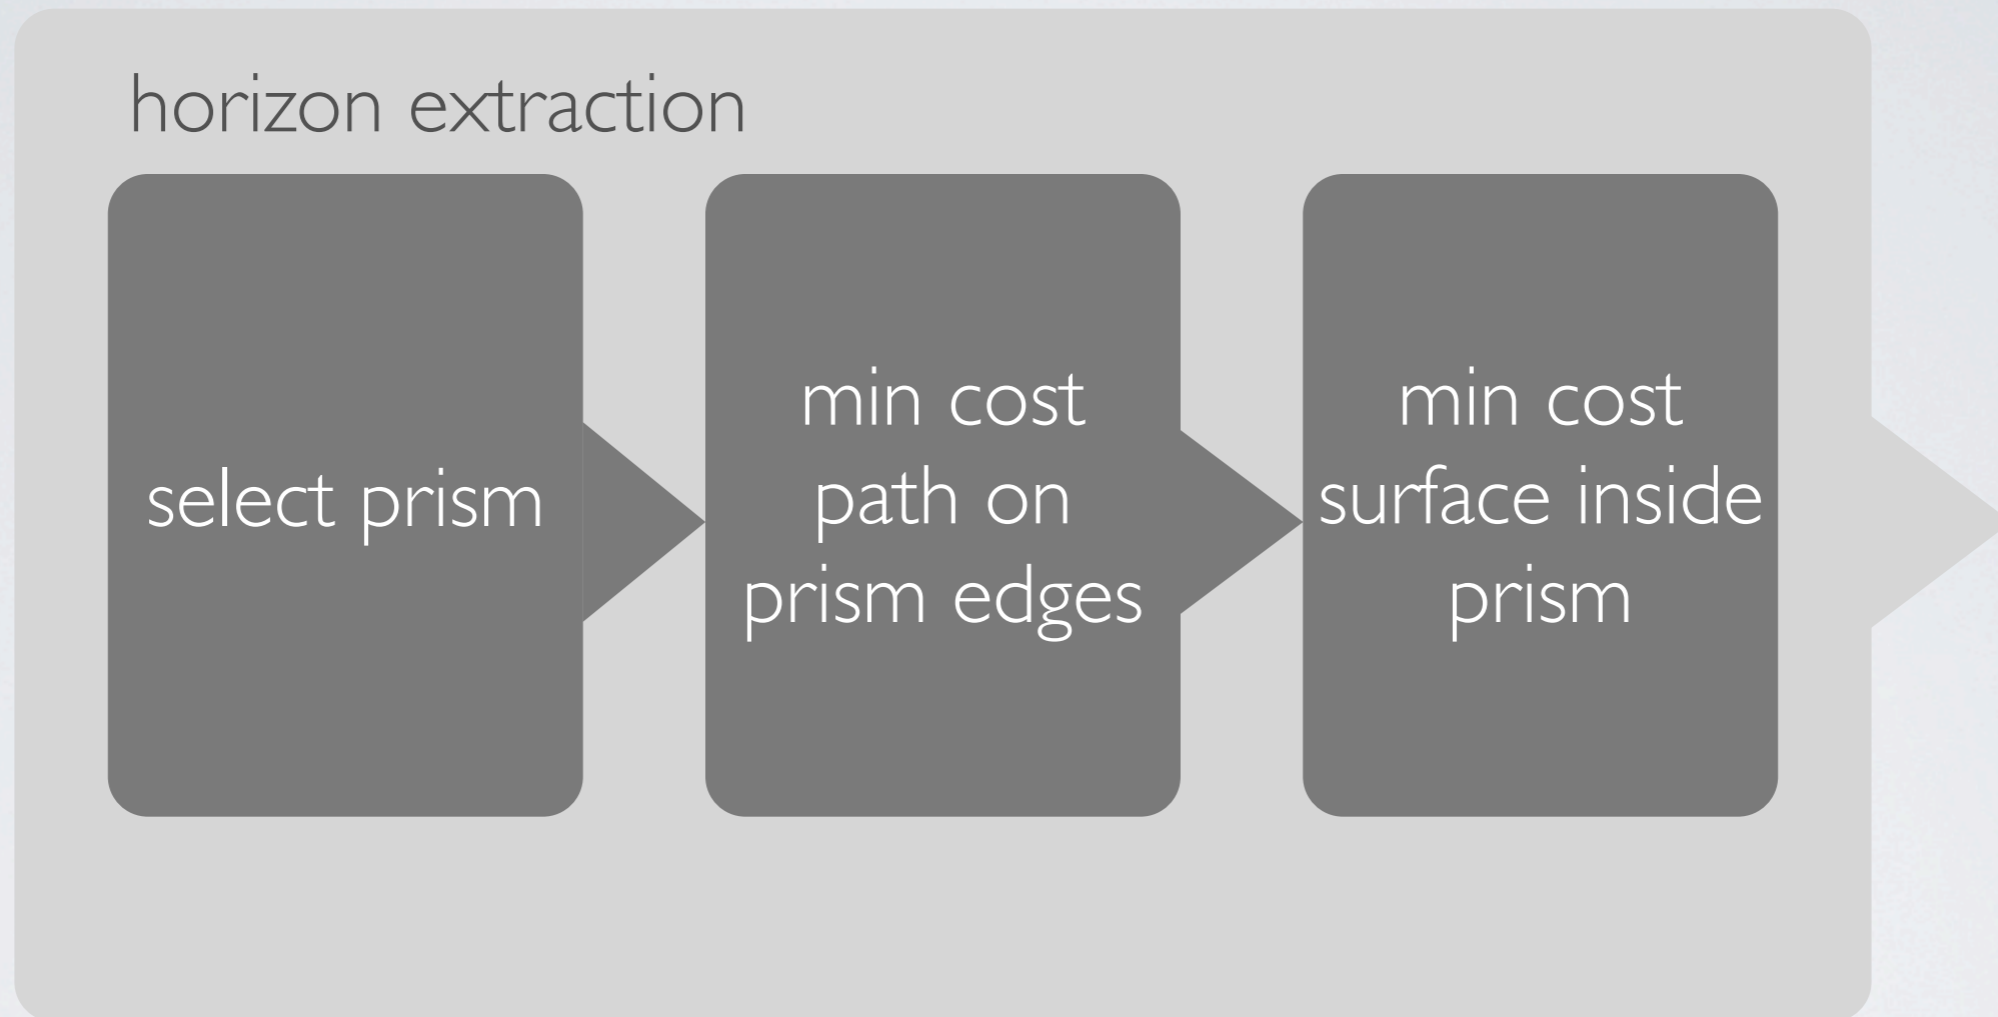 horizon extraction
select prism
min cost
path on
prism edges
min cost
surface inside
prism